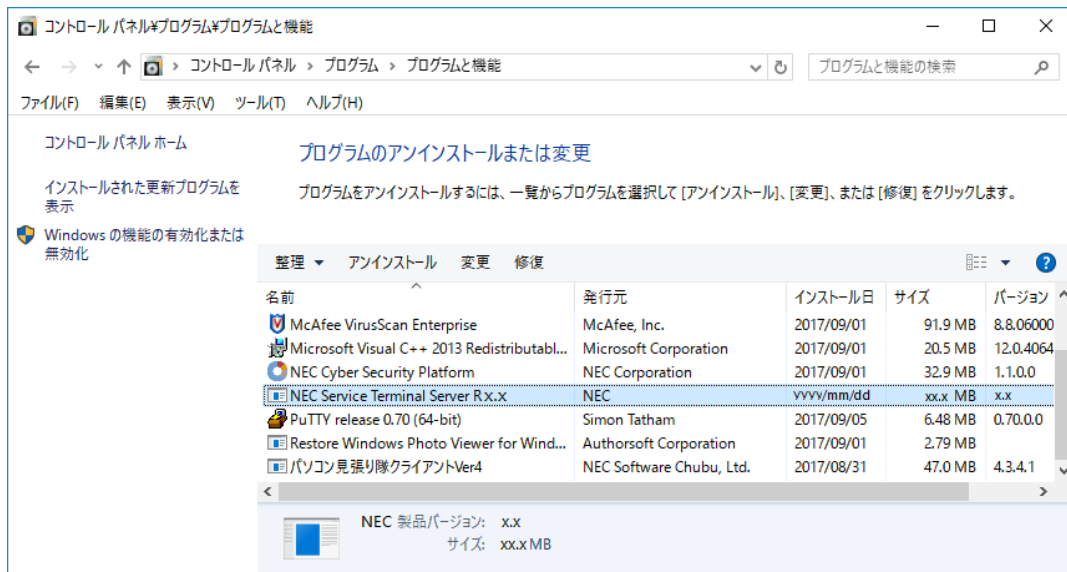 コントロール パネル¥プログラム¥プログラムと機能
コントロール パネル › プログラム › プログラムと機能
プログラムと機能の検索
ファイル(F) 編集(E) 表示(V) ツール(T) ヘルプ(H)
コントロール パネル ホーム
インストールされた更新プログラムを
表示
Windows の機能の有効化または
無効化
プログラムのアンインストールまたは変更
プログラムをアンインストールするには、一覧からプログラムを選択して [アンインストール]、[変更]、または [修復] をクリックします。
整理 アンインストール 変更 修復
名前 発行元 インストール日 サイズ バージョン
McAfee VirusScan Enterprise McAfee, Inc. 2017/09/01 91.9 MB 8.8.06000
Microsoft Visual C++ 2013 Redistributabl... Microsoft Corporation 2017/09/01 20.5 MB 12.0.4064
NEC Cyber Security Platform NEC Corporation 2017/09/01 32.9 MB 1.1.0.0
NEC Service Terminal Server Rx.x NEC yyyy/mm/dd xx.x MB x.x
PuTTY release 0.70 (64-bit) Simon Tatham 2017/09/05 6.48 MB 0.70.0.0
Restore Windows Photo Viewer for Wind... Authorsoft Corporation 2017/09/01 2.79 MB
パソコン見張り隊クライアントVer4 NEC Software Chubu, Ltd. 2017/08/31 47.0 MB 4.3.4.1
NEC 製品バージョン: x.x
サイズ: xx.x MB